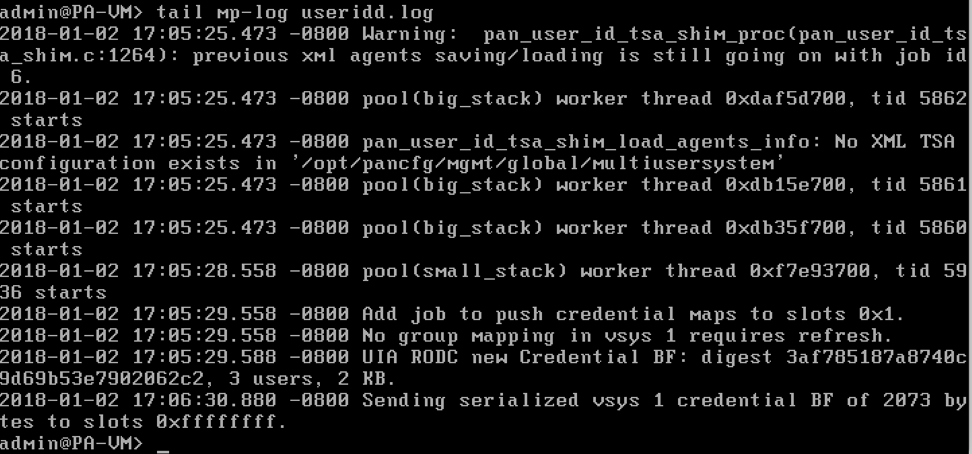 admin@PA-VM> tail mp-log useridd.log
2018-01-02 17:05:25.473 -0800 Warning:  pan_user_id_tsa_shim_proc(pan_user_id_ts
a_shim.c:1264): previous xml agents saving/loading is still going on with job id
 6.
2018-01-02 17:05:25.473 -0800 pool(big_stack) worker thread 0xdaf5d700, tid 5862
 starts
2018-01-02 17:05:25.473 -0800 pan_user_id_tsa_shim_load_agents_info: No XML TSA
configuration exists in '/opt/pancfg/mgmt/global/multiusersystem'
2018-01-02 17:05:25.473 -0800 pool(big_stack) worker thread 0xdb15e700, tid 5861
 starts
2018-01-02 17:05:25.473 -0800 pool(big_stack) worker thread 0xdb35f700, tid 5860
 starts
2018-01-02 17:05:28.558 -0800 pool(small_stack) worker thread 0xf7e93700, tid 59
36 starts
2018-01-02 17:05:29.558 -0800 Add job to push credential maps to slots 0x1.
2018-01-02 17:05:29.558 -0800 No group mapping in vsys 1 requires refresh.
2018-01-02 17:05:29.588 -0800 UIA RODC new Credential BF: digest 3af785187a8740c
9d69b53e7902062c2, 3 users, 2 KB.
2018-01-02 17:06:30.880 -0800 Sending serialized vsys 1 credential BF of 2073 by
tes to slots 0xffffffff.
admin@PA-VM> _